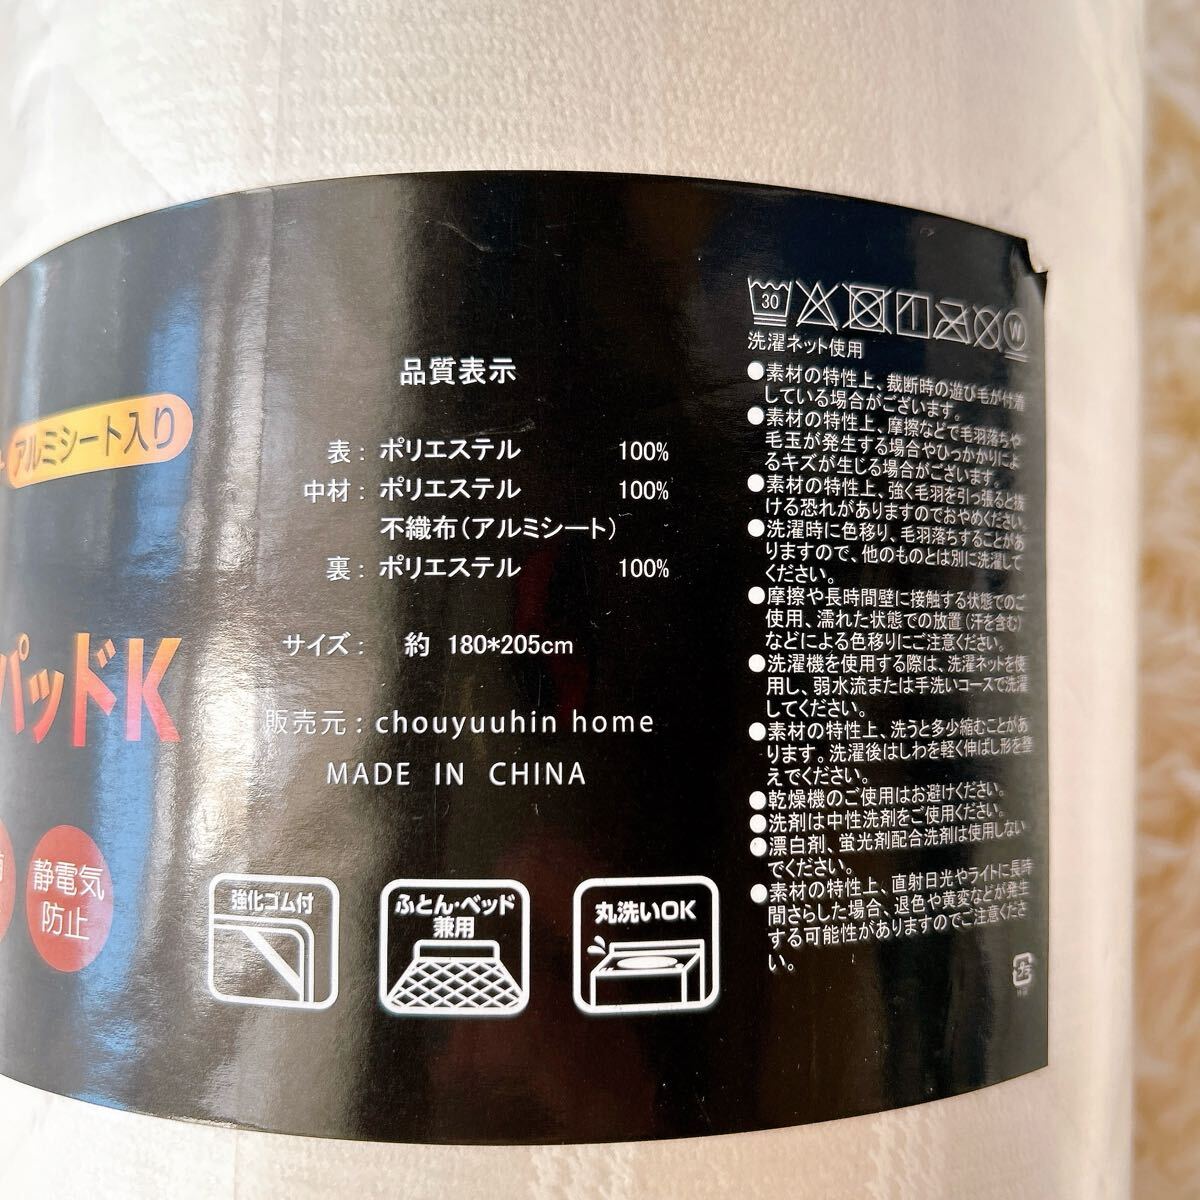 アルミシート入り
パッドK
静電気
防止
品質表示
表: ポリエステル 100%
中材: ポリエステル 100%
不織布(アルミシート)
裏: ポリエステル 100%
サイズ: 約 180*205cm
販売元: chouyuuhin home
MADE IN CHINA
強化ゴム付
ふとん・ベッド
兼用
丸洗いOK
30
W
洗濯ネット使用
●素材の特性上、裁断時の遊び毛が付着
している場合がございます。
●素材の特性上、摩擦などで毛羽落ちや
毛玉が発生する場合やひっかかりによ
るキズが生じる場合がございます。
●素材の特性上、強く毛羽を引っ張ると抜
ける恐れがありますのでおやめください。
●洗濯時に色移り、毛羽落ちすることがあ
りますので、他のものとは別に洗濯して
ください。
●摩擦や長時間壁に接触する状態でのご
使用、濡れた状態での放置(汗を含む)
などによる色移りにご注意ください。
●洗濯機を使用する際は、洗濯ネットを使
用し、弱水流または手洗いコースで洗濯
してください。
●素材の特性上、洗うと多少縮むことがあ
ります。洗濯後はしわを軽く伸ばし形を整
えてください。
●乾燥機のご使用はお避けください。
●洗剤は中性洗剤をご使用ください。
●漂白剤、蛍光剤配合洗剤は使用しない
でください。
●素材の特性上、直射日光やライトに長時
間さらした場合、退色や黄変などが発生
する可能性がありますのでご注意くださ
い。
プラ